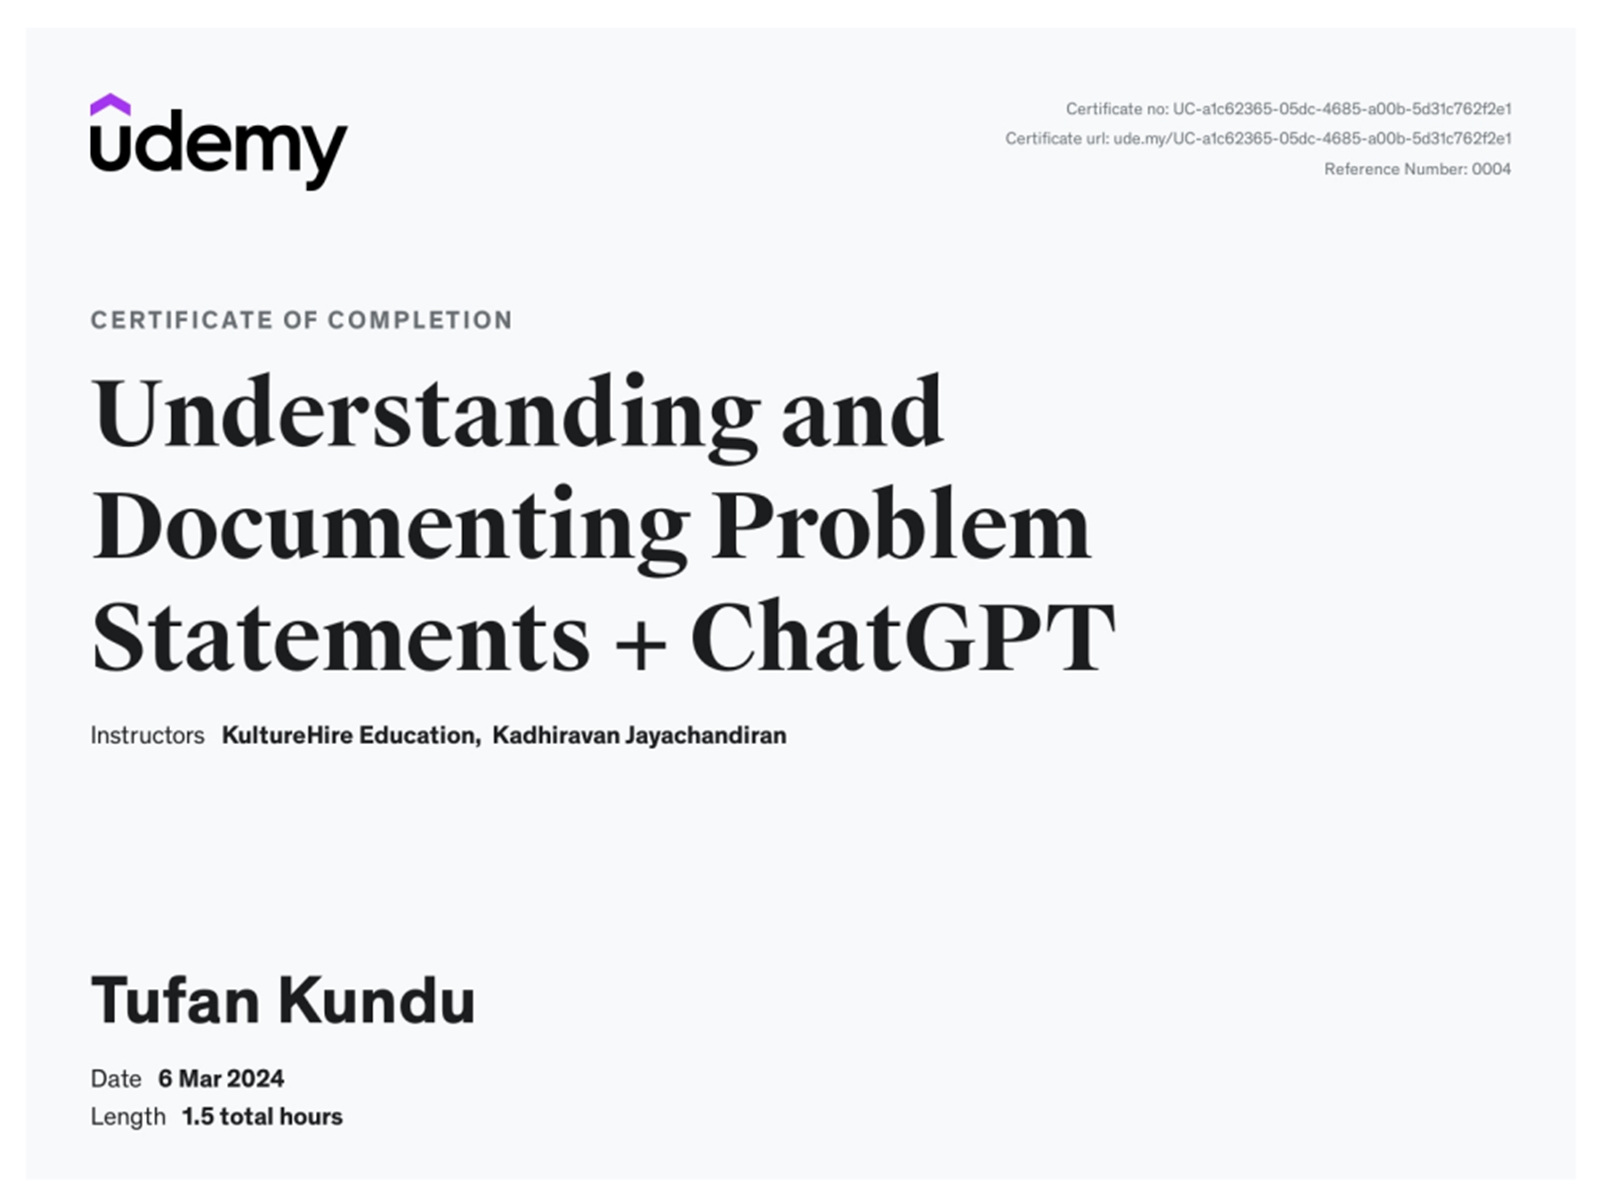 udemy
Certificate no: UC-a1c62365-05dc-4685-a00b-5d31c762f2e1
Certificate url: ude.my/UC-a1c62365-05dc-4685-a00b-5d31c762f2e1
Reference Number: 0004
CERTIFICATE OF COMPLETION
Understanding and
Documenting Problem
Statements + ChatGPT
Instructors KultureHire Education, Kadhiravan Jayachandiran
Tufan Kundu
Date 6 Mar 2024
Length 1.5 total hours